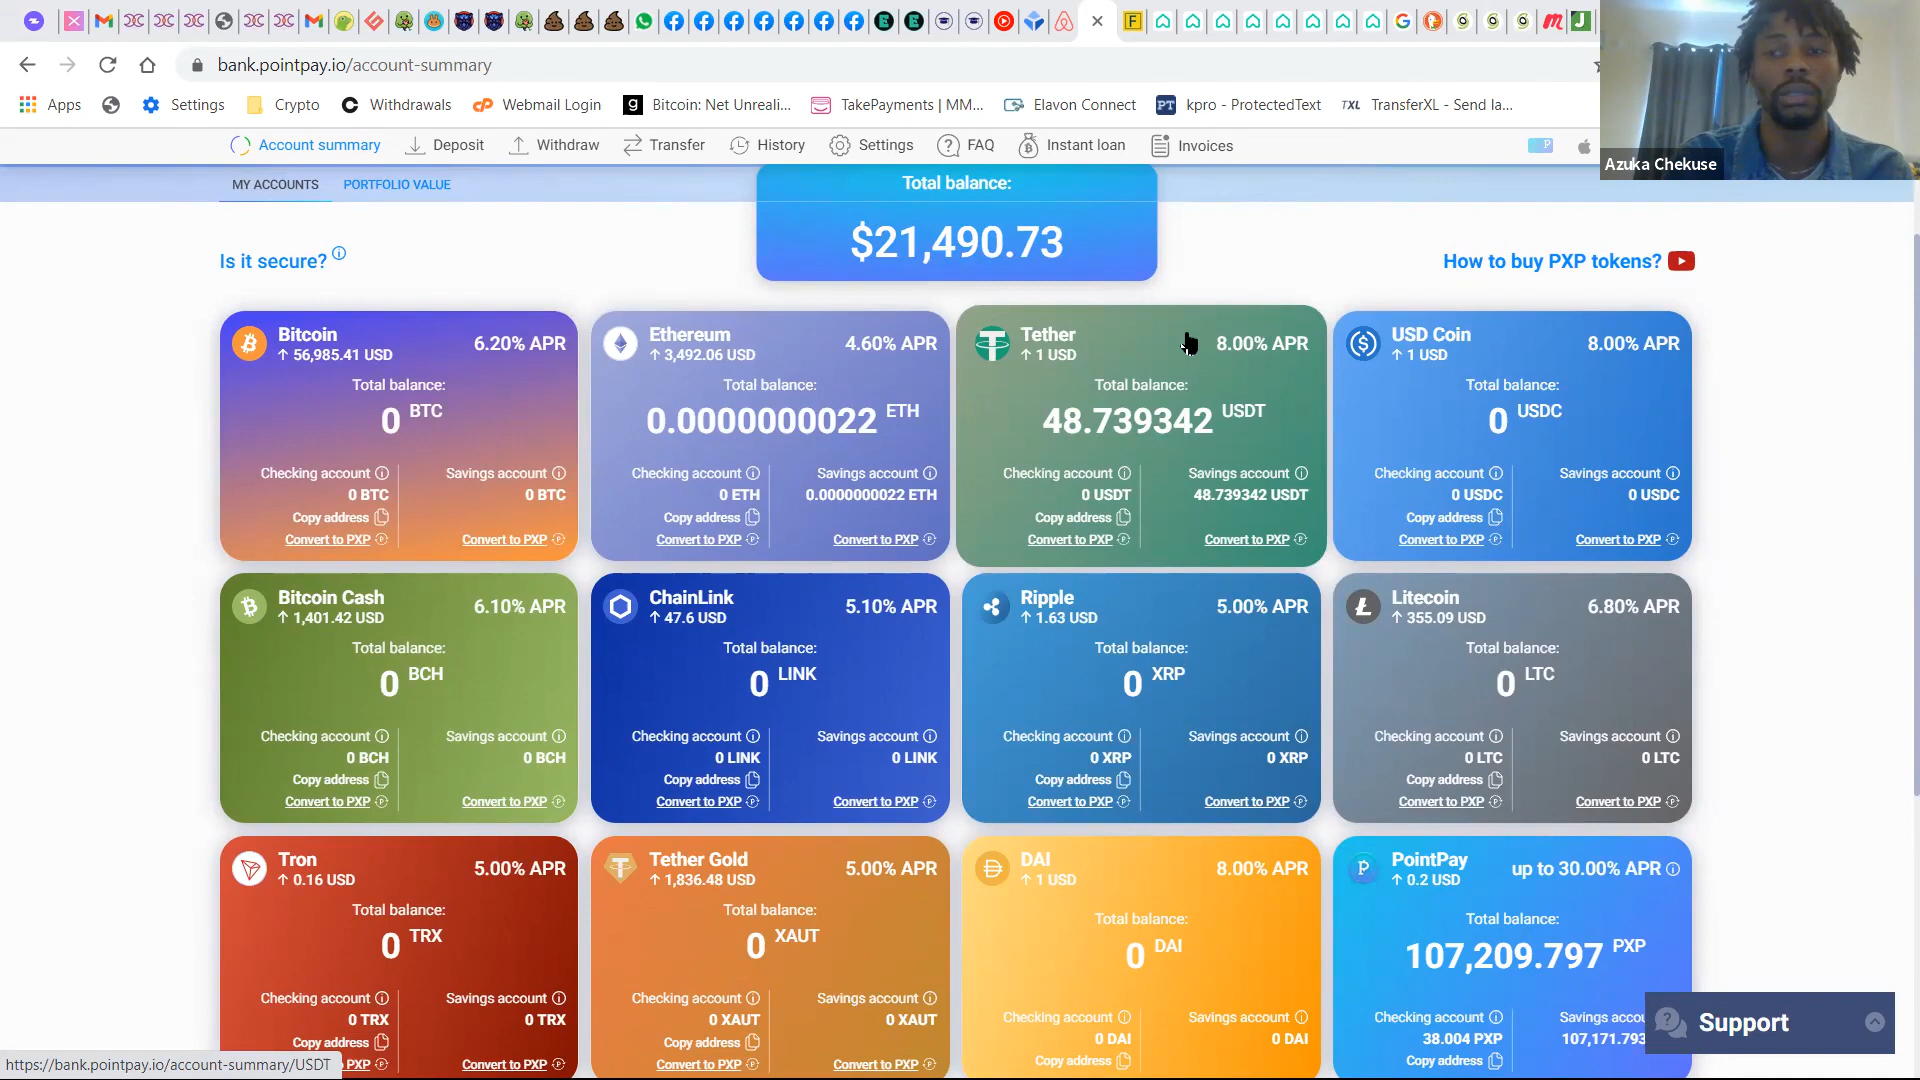 bank.pointpay.io/account-summary
Apps Settings Crypto Withdrawals Webmail Login Bitcoin: Net Unreali... TakePayments | MM... Elavon Connect kpro - ProtectedText TransferXL - Send la...
Account summary Deposit Withdraw Transfer History Settings FAQ Instant loan Invoices
Azuka Chekuse
MY ACCOUNTS PORTFOLIO VALUE
Total balance:
$21,490.73
Is it secure?
How to buy PXP tokens?
Bitcoin
↑ 56,985.41 USD
6.20% APR
Total balance:
0 BTC
Checking account Savings account
0 BTC 0 BTC
Copy address
Convert to PXP Convert to PXP
Ethereum
↑ 3,492.06 USD
4.60% APR
Total balance:
0.0000000022 ETH
Checking account Savings account
0 ETH 0.0000000022 ETH
Copy address
Convert to PXP Convert to PXP
Tether
↑ 1 USD
8.00% APR
Total balance:
48.739342 USDT
Checking account Savings account
0 USDT 48.739342 USDT
Copy address
Convert to PXP Convert to PXP
USD Coin
↑ 1 USD
8.00% APR
Total balance:
0 USDC
Checking account Savings account
0 USDC 0 USDC
Copy address
Convert to PXP Convert to PXP
Bitcoin Cash
↑ 1,401.42 USD
6.10% APR
Total balance:
0 BCH
Checking account Savings account
0 BCH 0 BCH
Copy address
Convert to PXP Convert to PXP
ChainLink
↑ 47.6 USD
5.10% APR
Total balance:
0 LINK
Checking account Savings account
0 LINK 0 LINK
Copy address
Convert to PXP Convert to PXP
Ripple
↑ 1.63 USD
5.00% APR
Total balance:
0 XRP
Checking account Savings account
0 XRP 0 XRP
Copy address
Convert to PXP Convert to PXP
Litecoin
↑ 355.09 USD
6.80% APR
Total balance:
0 LTC
Checking account Savings account
0 LTC 0 LTC
Copy address
Convert to PXP Convert to PXP
Tron
↑ 0.16 USD
5.00% APR
Total balance:
0 TRX
Checking account Savings account
0 TRX 0 TRX
Copy address
PXP Convert to PXP
Tether Gold
↑ 1,836.48 USD
5.00% APR
Total balance:
0 XAUT
Checking account Savings account
0 XAUT 0 XAUT
Copy address
Convert to PXP Convert to PXP
DAI
↑ 1 USD
8.00% APR
Total balance:
0 DAI
Checking account Savings account
0 DAI 0 DAI
Copy address
PointPay
↑ 0.2 USD
up to 30.00% APR
Total balance:
107,209.797 PXP
Checking account Savings accou
38.004 PXP 107,171.793
Copy address
Support
https://bank.pointpay.io/account-summary/USDT